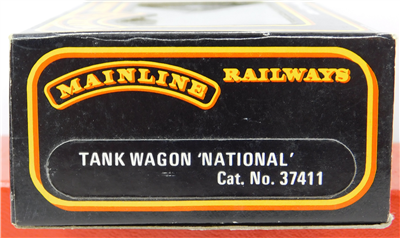 MAINLINE RAILWAYS
TANK WAGON 'NATIONAL'
Cat. No. 37411